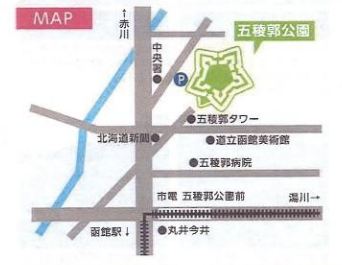 MAP
↑
赤川
五稜郭公園
中央署
P
五稜郭タワー
北海道新聞
道立函館美術館
五稜郭病院
市電 五稜郭公園前
湯川→
函館駅↓
丸井今井